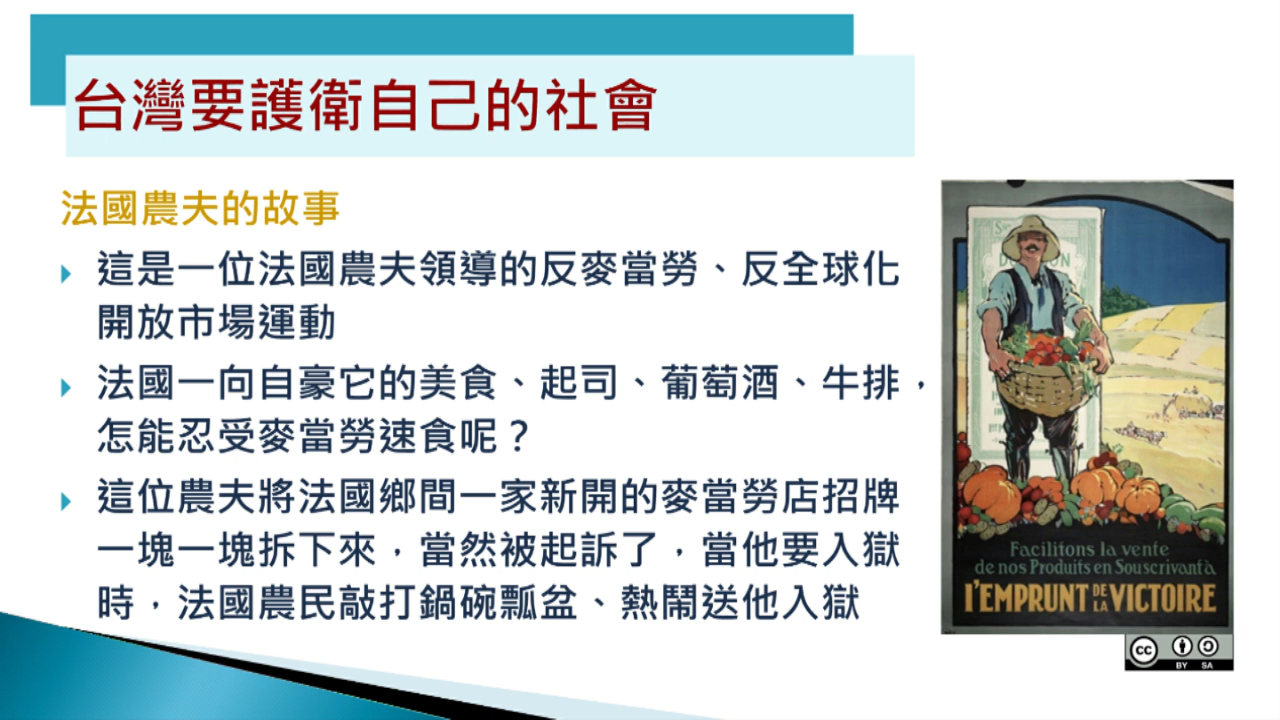 台灣要護衛自己的社會
法國農夫的故事
這是一位法國農夫領導的反麥當勞、反全球化
開放市場運動
法國一向自豪它的美食、起司、葡萄酒、牛排，
怎能忍受麥當勞速食呢？
這位農夫將法國鄉間一家新開的麥當勞店招牌
一塊一塊拆下來，當然被起訴了，當他要入獄
時，法國農民敲打鍋碗瓢盆、熱鬧送他入獄
Facilitons la vente
de nos Produits en Souscrivant à
l'EMPRUNT DE LA VICTOIRE
cc
BY SA